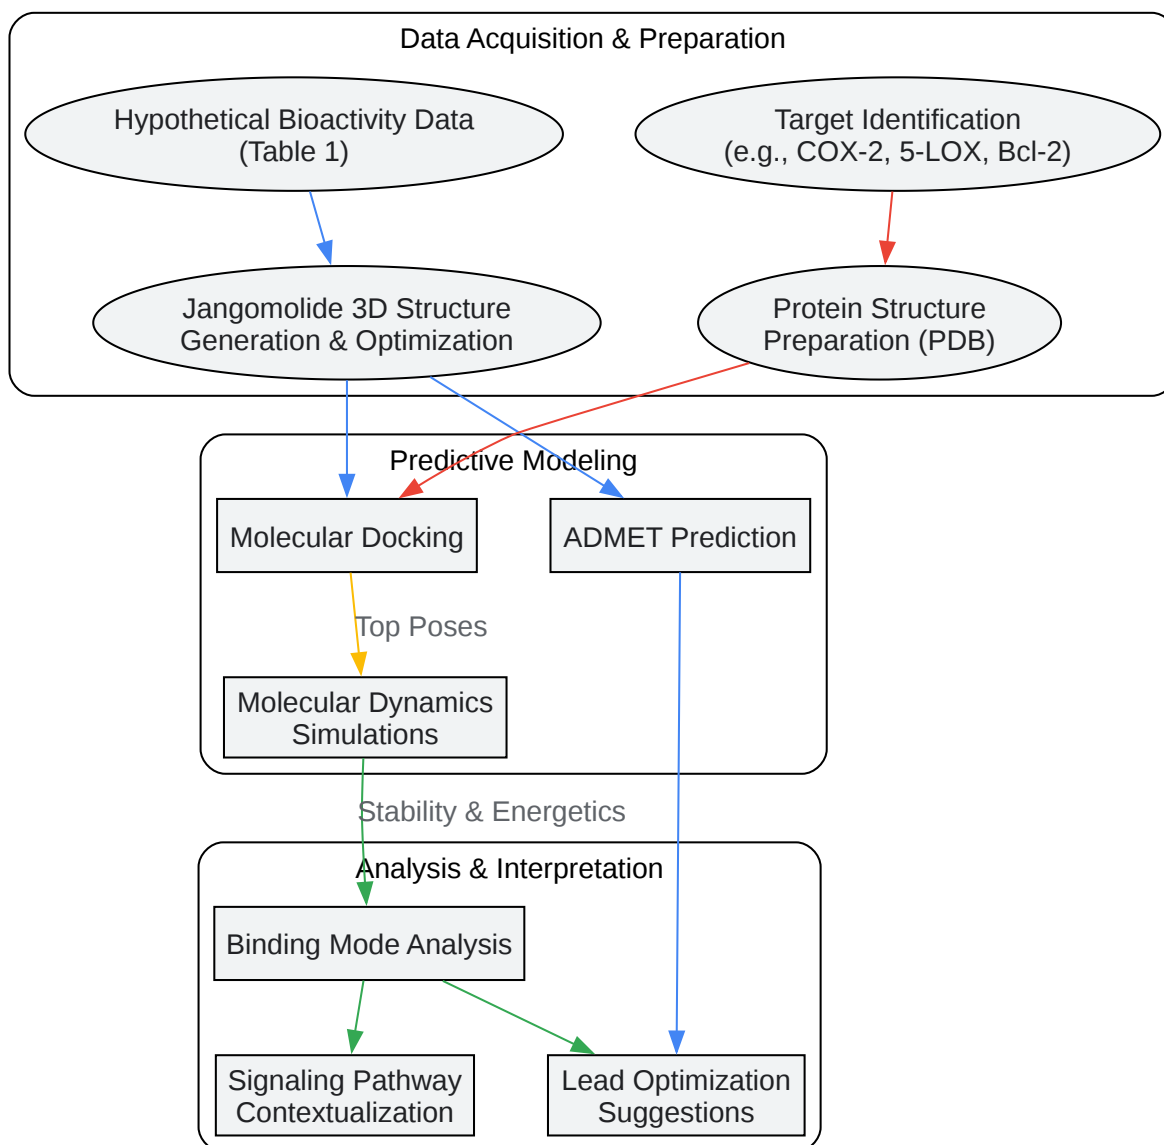 Data Acquisition & Preparation
Hypothetical Bioactivity Data
(Table 1)
Target Identification
(e.g., COX-2, 5-LOX, Bcl-2)
Jangomolide 3D Structure
Generation & Optimization
Protein Structure
Preparation (PDB)
Predictive Modeling
Molecular Docking
ADMET Prediction
Top Poses
Molecular Dynamics
Simulations
Stability & Energetics
Analysis & Interpretation
Binding Mode Analysis
Signaling Pathway
Contextualization
Lead Optimization
Suggestions